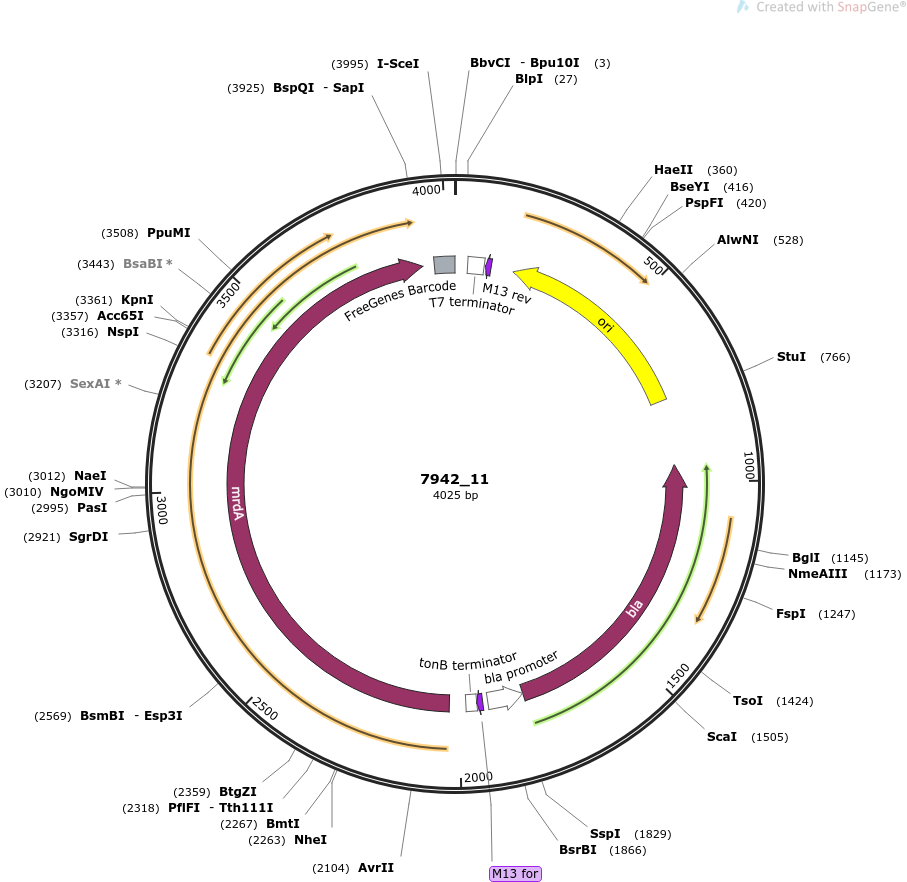 Created with SnapGene®
(3995) I-SceI
BbvCI - Bpu10I (3)
(3925) BspQI - SapI
BlpI (27)
HaeII (360)
BseYI (416)
PspFI (420)
AlwNI (528)
StuI (766)
BglI (1145)
NmeAIII (1173)
FspI (1247)
TsoI (1424)
ScaI (1505)
SspI (1829)
BsrBI (1866)
M13 for
(2104) AvrII
(2263) NheI
(2267) BmtI
(2318) PflFI - Tth111I
(2359) BtgZI
(2569) BsmBI - Esp3I
(2921) SgrDI
(2995) PasI
(3010) NgoMIV
(3012) NaeI
(3207) SexAI *
(3316) NspI
(3357) Acc65I
(3361) KpnI
(3443) BsaBI *
(3508) PpuMI
4000
500
1000
1500
2000
2500
3000
3500
FreeGenes Barcode
T7 terminator
M13 rev
ori
bla
bla promoter
tonB terminator
mrdA
7942_11
4025 bp